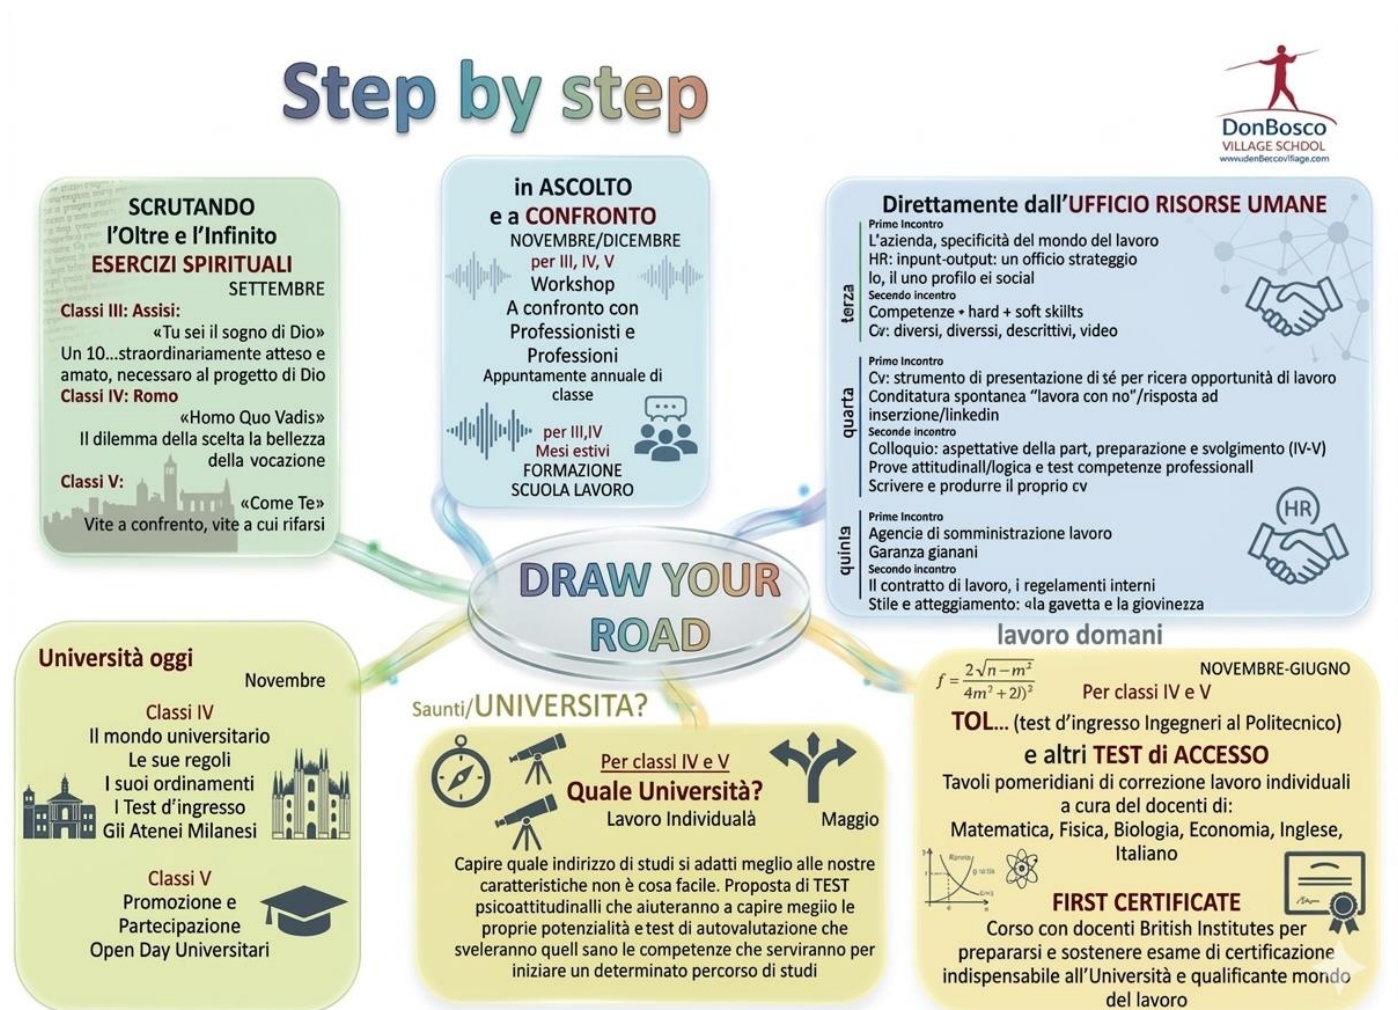 Step by step
DonBosco
VILLAGE SCHOOL
www.denBeccovillage.com
SCRUTANDO
l'Oltre e l'Infinito
ESERCIZI SPIRITUALI
SETTEMBRE
Classi III: Assisi:
«Tu sei il sogno di Dio»
Un 10...straordinariamente atteso e
amato, necessaro al progetto di Dio
Classi IV: Romo
«Homo Quo Vadis»
Il dilemma della scelta la bellezza
della vocazione
Classi V:
«Come Te»
Vite a confrento, vite a cui rifarsi
in ASCOLTO
e a CONFRONTO
NOVEMBRE/DICEMBRE
per III, IV, V
Workshop
A confronto con
Professionisti e
Professioni
Appuntamente annuale di
classe
per III,IV
Mesi estivi
FORMAZIONE
SCUOLA LAVORO
Direttamente dall'UFFICIO RISORSE UMANE
terza
Prime Incontro
L'azienda, specificità del mondo del lavoro
HR: inpunt-output: un officio strateggio
Io, il uno profilo ei social
Secendo incentro
Competenze + hard + soft skillts
Cv: diversi, diverssi, descrittivi, video
quarta
Prime Incontro
Cv: strumento di presentazione di sé per ricera opportunità di lavoro
Conditatura spontanea "lavora con no"/risposta ad
inserzione/linkedin
Seconde incontro
Colloquio: aspettative della part, preparazione e svolgimento (IV-V)
Prove attitudinall/logica e test competenze professionall
Scrivere e produrre il proprio cv
quinta
Prime Incontro
Agencie di somministrazione lavoro
Garanza gianani
Secondo incantro
Il contratto di lavoro, i regelamenti interni
Stile e atteggiamento: «la gavetta e la giovinezza
HR
DRAW YOUR
ROAD
lavoro domani
Università oggi
Novembre
Classi IV
Il mondo universitario
Le sue regoli
I suoi ordinamenti
I Test d'ingresso
Gli Atenei Milanesi
Classi V
Promozione e
Partecipazione
Open Day Universitari
Saunti/UNIVERSITA?
Per classI IV e V
Quale Università?
Lavoro Individualà
Maggio
Capire quale indirizzo di studi si adatti meglio alle nostre
caratteristiche non è cosa facile. Proposta di TEST
psicoattitudinalli che aiuteranno a capire megiio le
proprie potenzialità e test di autovalutazione che
sveleranno quell sano le competenze che serviranno per
iniziare un determinato percorso di studi
f = 2√n−m² / 4m²+2J)²
NOVEMBRE-GIUGNO
Per classi IV e V
TOL... (test d'ingresso Ingegneri al Politecnico)
e altri TEST di ACCESSO
Tavoli pomeridiani di correzione lavoro individuali
a cura del docenti di:
Matematica, Fisica, Biologia, Economia, Inglese,
Italiano
FIRST CERTIFICATE
Corso con docenti British Institutes per
prepararsi e sostenere esame di certificazione
indispensabile all'Università e qualificante mondo
del lavoro